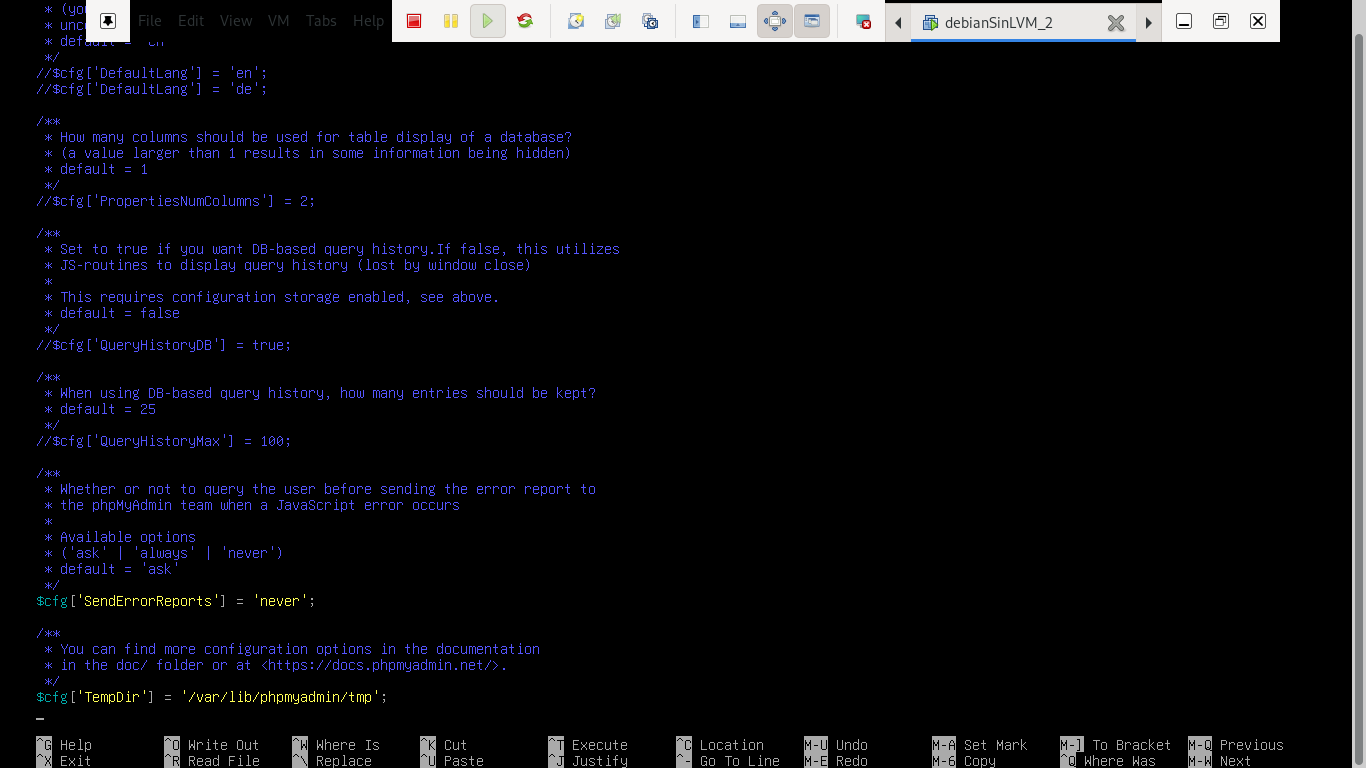 * (you
File Edit View VM Tabs Help
debianSinLVM_2
* default = 'en'
*/
//$cfg['DefaultLang'] = 'en';
//$cfg['DefaultLang'] = 'de';
/**
* How many columns should be used for table display of a database?
* (a value larger than 1 results in some information being hidden)
* default = 1
*/
//$cfg['PropertiesNumColumns'] = 2;
/**
* Set to true if you want DB-based query history.If false, this utilizes
* JS-routines to display query history (lost by window close)
*
* This requires configuration storage enabled, see above.
* default = false
*/
//$cfg['QueryHistoryDB'] = true;
/**
* When using DB-based query history, how many entries should be kept?
* default = 25
*/
//$cfg['QueryHistoryMax'] = 100;
/**
* Whether or not to query the user before sending the error report to
* the phpMyAdmin team when a JavaScript error occurs
*
* Available options
* ('ask' | 'always' | 'never')
* default = 'ask'
*/
$cfg['SendErrorReports'] = 'never';
/**
* You can find more configuration options in the documentation
* in the doc/ folder or at <https://docs.phpmyadmin.net/>.
*/
$cfg['TempDir'] = '/var/lib/phpmyadmin/tmp';
^G Help ^O Write Out ^W Where Is ^K Cut ^T Execute ^C Location M-U Undo M-A Set Mark M-] To Bracket M-Q Previous
^X Exit ^R Read File ^\ Replace ^U Paste ^J Justify ^- Go To Line M-E Redo M-6 Copy ^Q Where Was M-W Next